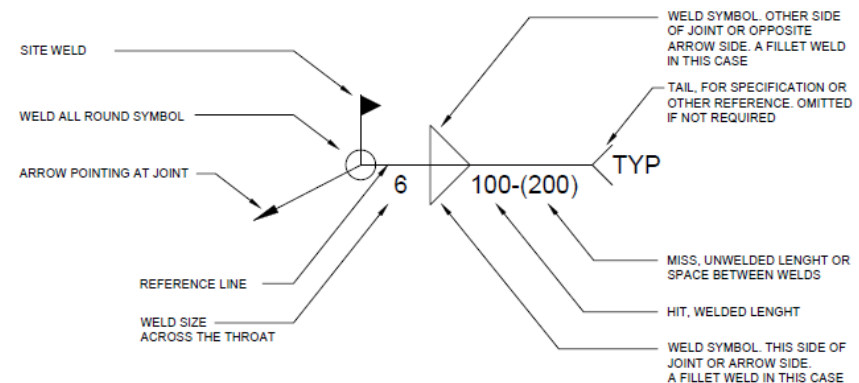 WELD SYMBOL. OTHER SIDE
OF JOINT OR OPPOSITE
ARROW SIDE. A FILLET WELD
IN THIS CASE
SITE WELD
TAIL, FOR SPECIFICATION OR
OTHER REFERENCE. OMITTED
IF NOT REQUIRED
WELD ALL ROUND SYMBOL
TYP
ARROW POINTING AT JOINT
6
100-(200)
MISS, UNWELDED LENGHT OR
SPACE BETWEEN WELDS
REFERENCE LINE
HIT, WELDED LENGHT
WELD SIZE
ACROSS THE THROAT
WELD SYMBOL. THIS SIDE OF
JOINT OR ARROW SIDE.
A FILLET WELD IN THIS CASE